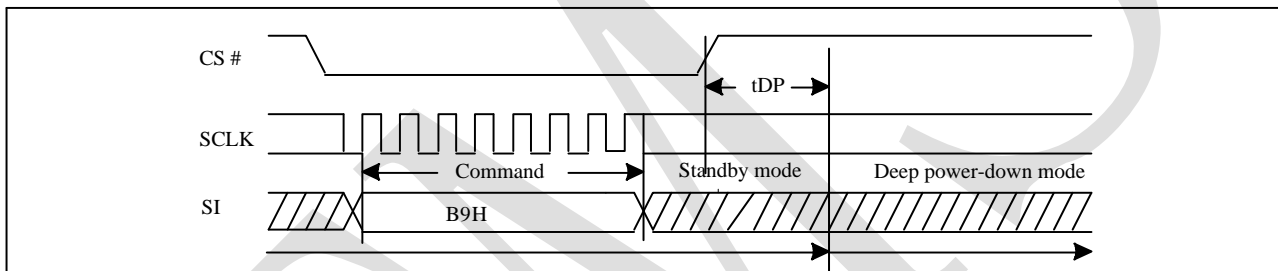 CS #
tDP
SCLK
Command
Standby mode
Deep power-down mode
SI
B9H